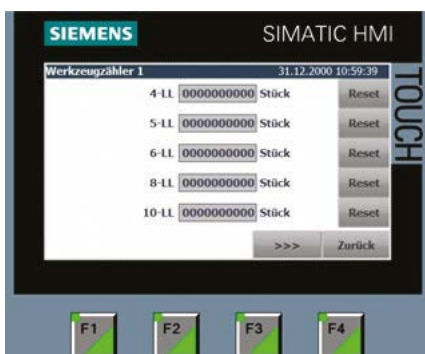 SIEMENS SIMATIC HMI
TOUCH
Werkzeugzähler 1 31.12.2000 10:59:39
4-LL 0000000000 Stück Reset
5-LL 0000000000 Stück Reset
6-LL 0000000000 Stück Reset
8-LL 0000000000 Stück Reset
10-LL 0000000000 Stück Reset
>>> Zurück
F1 F2 F3 F4